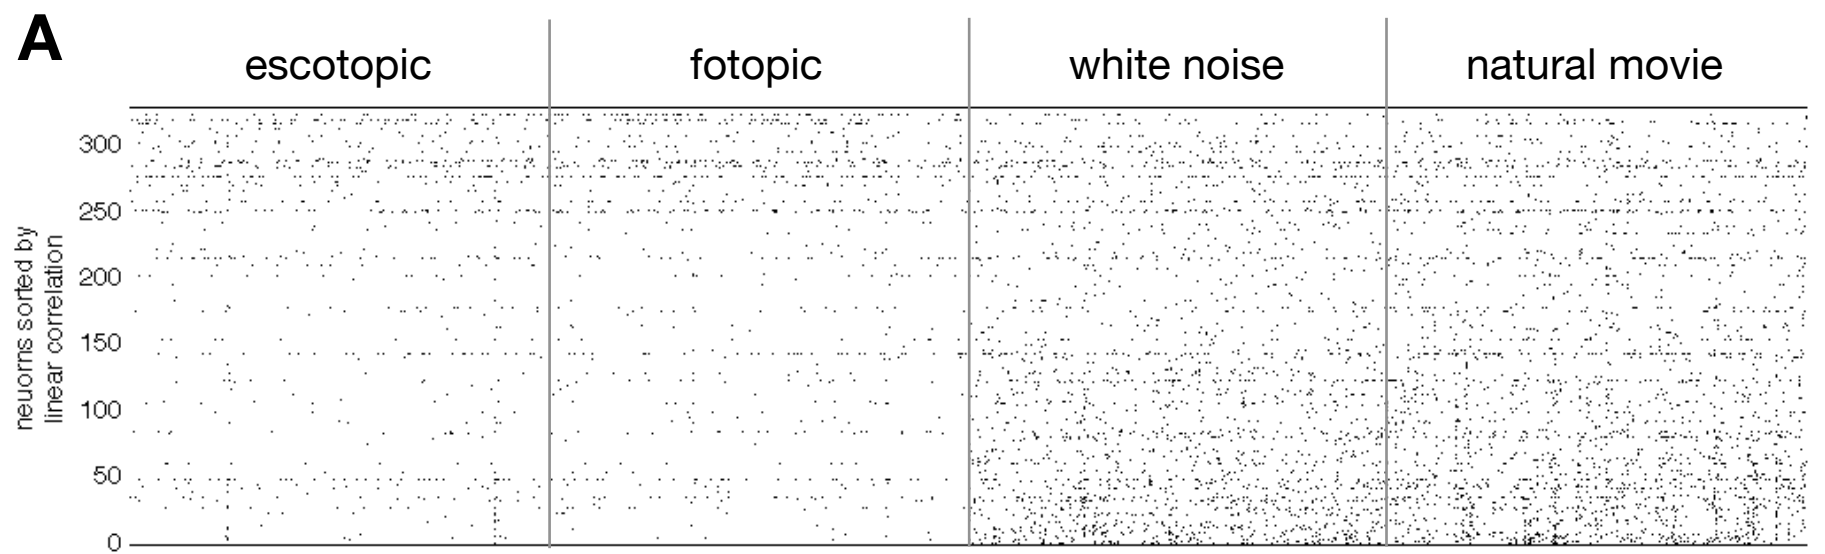 A
escotopic
fotopic
white noise
natural movie
300
250
200
150
100
50
0
neuorns sorted by
linear correlation